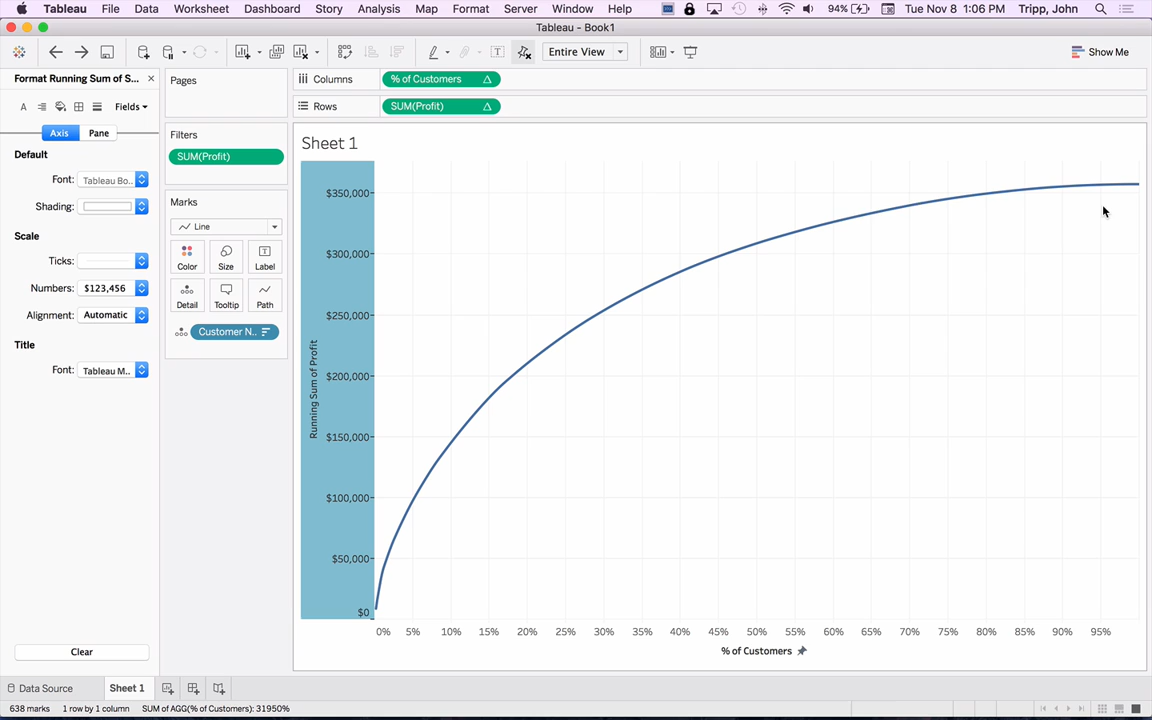 Tableau File Data Worksheet Dashboard Story Analysis Map Format Server Window Help 94% Tue Nov 8 1:06 PM Tripp, John
Tableau - Book1
Entire View Show Me
Format Running Sum of S... ×
Fields
Axis Pane
Default
Font: Tableau Bo..
Shading:
Scale
Ticks:
Numbers: $123,456
Alignment: Automatic
Title
Font: Tableau M..
Clear
Pages
Filters
SUM(Profit)
Marks
Line
Color Size Label
Detail Tooltip Path
Customer N..
Columns % of Customers
Rows SUM(Profit)
Sheet 1
Running Sum of Profit
$350,000
$300,000
$250,000
$200,000
$150,000
$100,000
$50,000
$0
0% 5% 10% 15% 20% 25% 30% 35% 40% 45% 50% 55% 60% 65% 70% 75% 80% 85% 90% 95%
% of Customers
Data Source Sheet 1
638 marks 1 row by 1 column SUM of AGG(% of Customers): 31950%